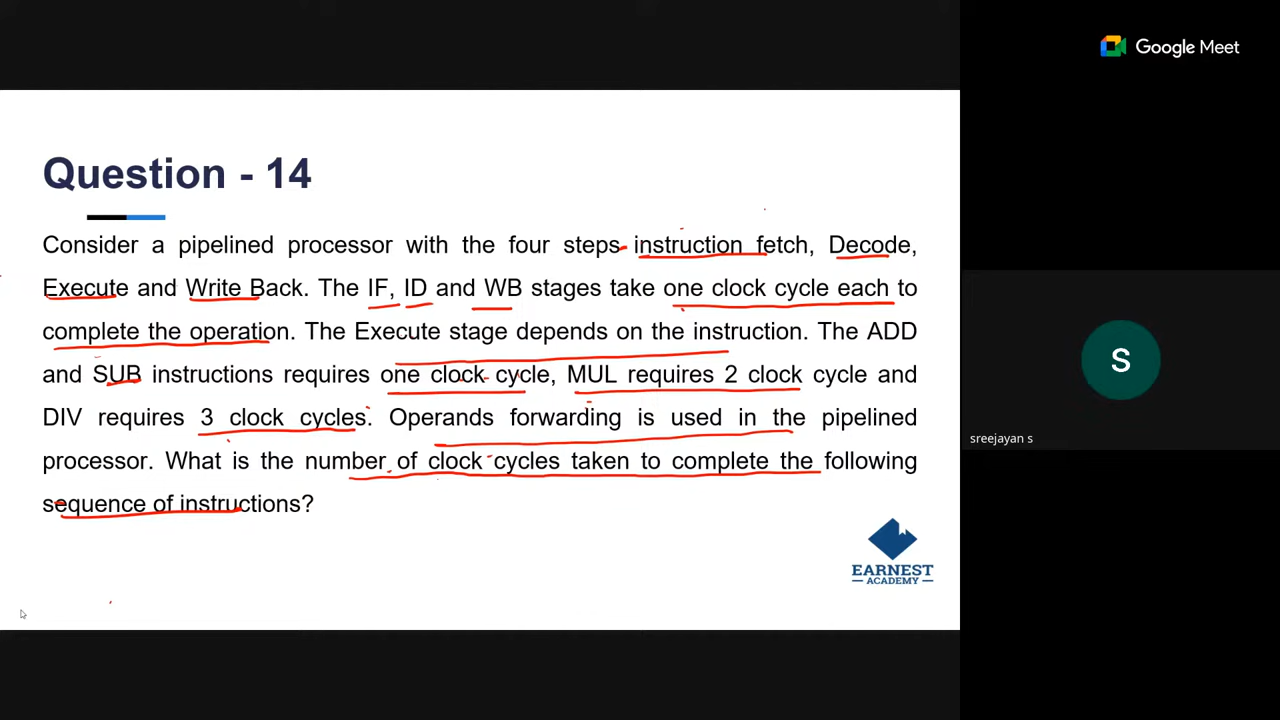 Google Meet
Question - 14
Consider a pipelined processor with the four steps instruction fetch, Decode,
Execute and Write Back. The IF, ID and WB stages take one clock cycle each to
complete the operation. The Execute stage depends on the instruction. The ADD
and SUB instructions requires one clock cycle, MUL requires 2 clock cycle and
DIV requires 3 clock cycles. Operands forwarding is used in the pipelined
processor. What is the number of clock cycles taken to complete the following
sequence of instructions?
S
sreejayan s
EARNEST
ACADEMY